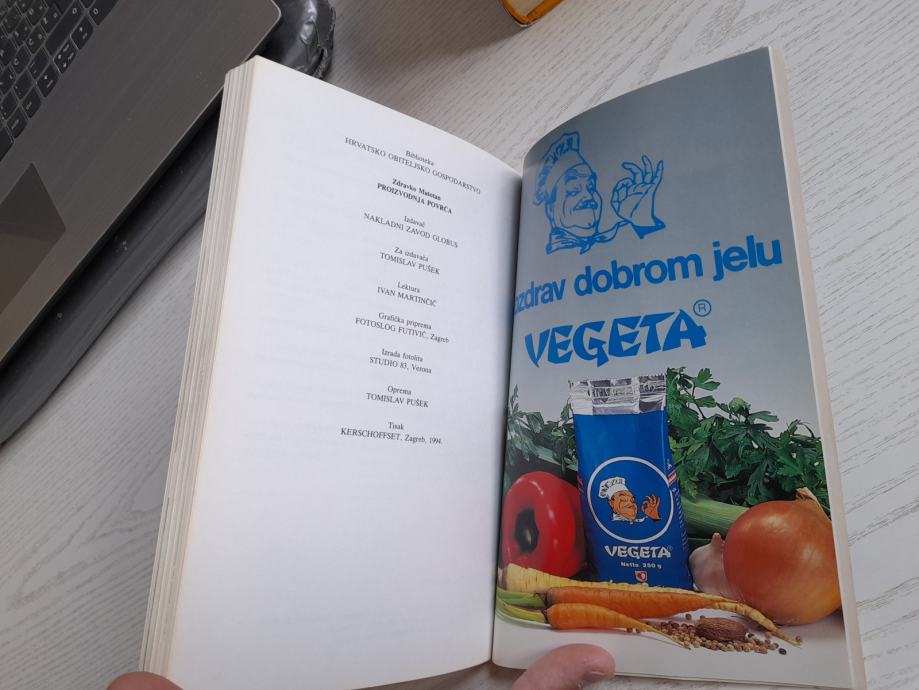 Biblioteka
HRVATSKO OBITELJSKO GOSPODARSTVO
Zdravko Matotan
PROIZVODNJA POVRĆA
Izdavač
NAKLADNI ZAVOD GLOBUS
Za izdavača
TOMISLAV PUŠEK
Lektura
IVAN MARTINČIĆ
Grafička priprema
FOTOSLOG FUTIVIĆ, Zagreb
Izrada fotolita
STUDIO 83, Verona
Oprema
TOMISLAV PUŠEK
Tisak
KERSCHOFFSET, Zagreb, 1994.
dobrom jelu
VEGETA®
VEGETA®
Netto 250 g